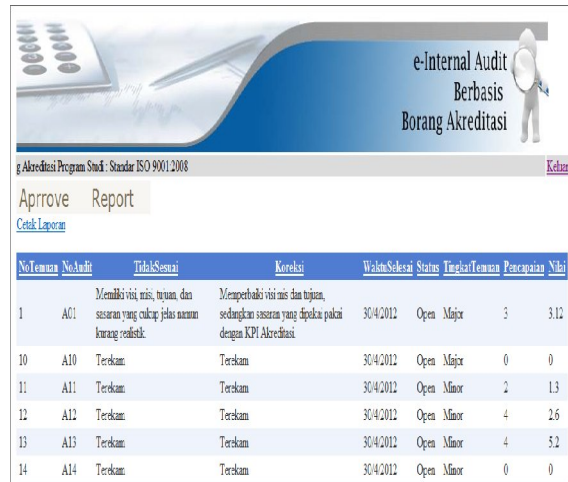 e-Internal Audit
Berbasis
Borang Akreditasi
g Akreditasi Program Studi : Standar ISO 9001:2008 Keluar
Aprrove Report
Cetak Laporan
NoTemuan NoAudit TidakSesuai Koreksi WaktuSelesai Status TingkatTemuan Pencapaian Nilai
Memiliki visi, misi, tujuan, dan Memperbaiki visi mis dan tujuan,
1 A01 sasaran yang cukup jelas namun sedangkan sasaran yang dipakai pakai 30/4/2012 Open Major 3 3.12
kurang realistik. dengan KPI Akreditasi.
10 A10 Terekam Terekam 30/4/2012 Open Major 0 0
11 A11 Terekam Terekam 30/4/2012 Open Minor 2 1.3
12 A12 Terekam Terekam 30/4/2012 Open Minor 4 2.6
13 A13 Terekam Terekam 30/4/2012 Open Minor 4 5.2
14 A14 Terekam Terekam 30/4/2012 Open Minor 0 0